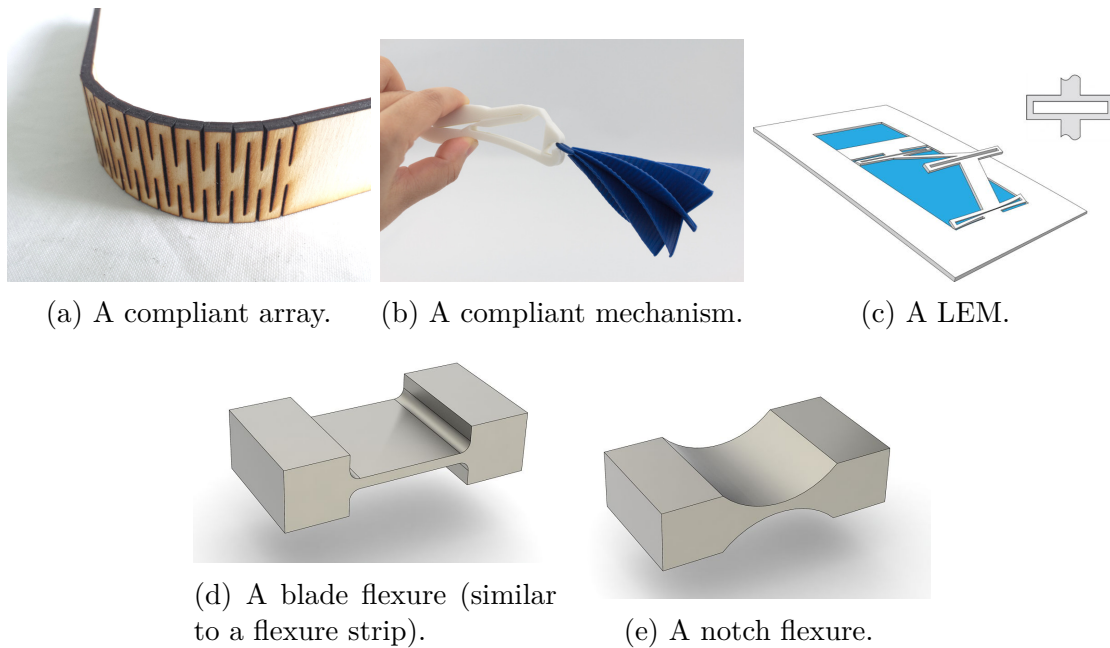 (a) A compliant array.
(b) A compliant mechanism.
(c) A LEM.
(d) A blade flexure (similar
to a flexure strip).
(e) A notch flexure.